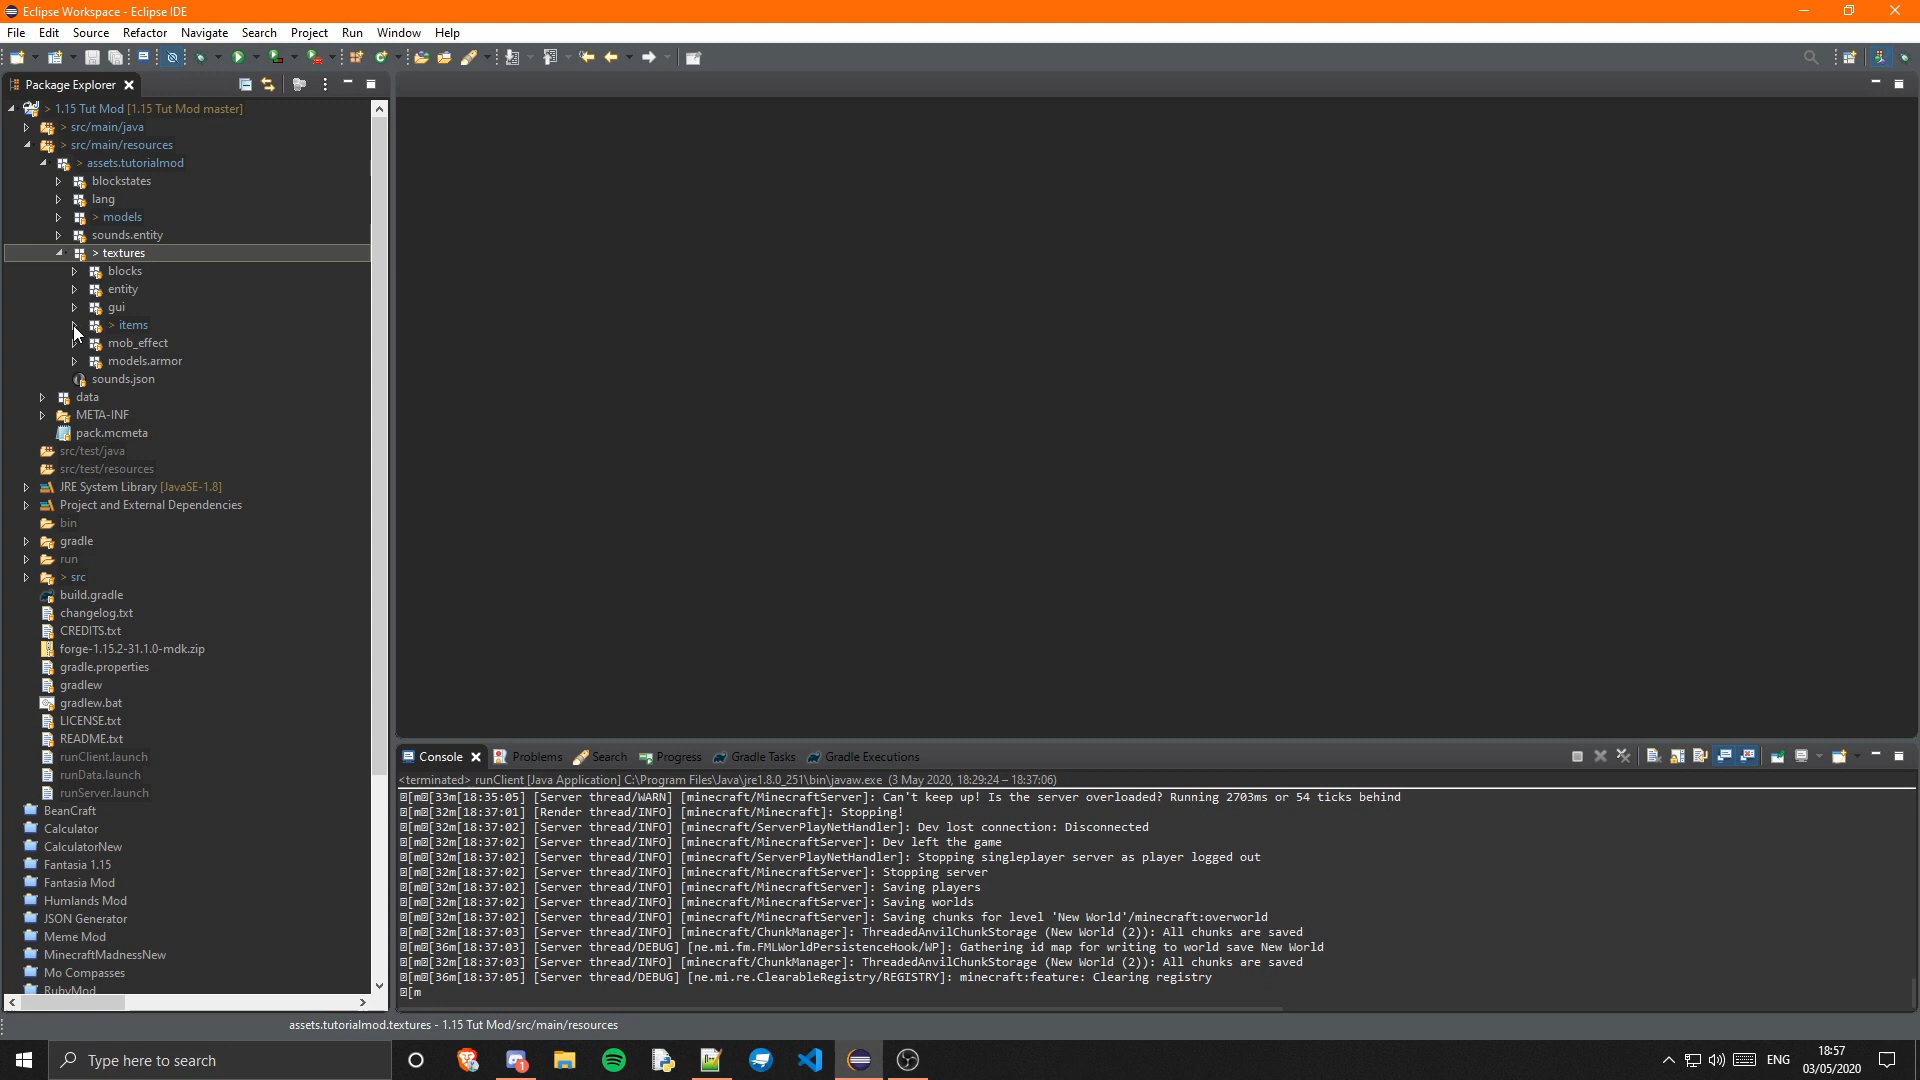 Eclipse Workspace - Eclipse IDE
File Edit Source Refactor Navigate Search Project Run Window Help
Package Explorer
> 1.15 Tut Mod [1.15 Tut Mod master]
> src/main/java
> src/main/resources
> assets.tutorialmod
blockstates
lang
> models
sounds.entity
> textures
blocks
entity
gui
> items
mob_effect
models.armor
sounds.json
data
META-INF
pack.mcmeta
src/test/java
src/test/resources
JRE System Library [JavaSE-1.8]
Project and External Dependencies
bin
gradle
run
> src
build.gradle
changelog.txt
CREDITS.txt
forge-1.15.2-31.1.0-mdk.zip
gradle.properties
gradlew
gradlew.bat
LICENSE.txt
README.txt
runClient.launch
runData.launch
runServer.launch
BeanCraft
Calculator
CalculatorNew
Fantasia 1.15
Fantasia Mod
Humlands Mod
JSON Generator
Meme Mod
MinecraftMadnessNew
Mo Compasses
RubyMod
Console Problems Search Progress Gradle Tasks Gradle Executions
<terminated> runClient [Java Application] C:\Program Files\Java\jre1.8.0_251\bin\javaw.exe (3 May 2020, 18:29:24 – 18:37:06)
[m[33m[18:35:05] [Server thread/WARN] [minecraft/MinecraftServer]: Can't keep up! Is the server overloaded? Running 2703ms or 54 ticks behind
[m[32m[18:37:01] [Render thread/INFO] [minecraft/Minecraft]: Stopping!
[m[32m[18:37:02] [Server thread/INFO] [minecraft/ServerPlayNetHandler]: Dev lost connection: Disconnected
[m[32m[18:37:02] [Server thread/INFO] [minecraft/MinecraftServer]: Dev left the game
[m[32m[18:37:02] [Server thread/INFO] [minecraft/ServerPlayNetHandler]: Stopping singleplayer server as player logged out
[m[32m[18:37:02] [Server thread/INFO] [minecraft/MinecraftServer]: Stopping server
[m[32m[18:37:02] [Server thread/INFO] [minecraft/MinecraftServer]: Saving players
[m[32m[18:37:02] [Server thread/INFO] [minecraft/MinecraftServer]: Saving worlds
[m[32m[18:37:02] [Server thread/INFO] [minecraft/MinecraftServer]: Saving chunks for level 'New World'/minecraft:overworld
[m[32m[18:37:03] [Server thread/INFO] [minecraft/ChunkManager]: ThreadedAnvilChunkStorage (New World (2)): All chunks are saved
[m[36m[18:37:03] [Server thread/DEBUG] [ne.mi.fm.FMLWorldPersistenceHook/WP]: Gathering id map for writing to world save New World
[m[32m[18:37:03] [Server thread/INFO] [minecraft/ChunkManager]: ThreadedAnvilChunkStorage (New World (2)): All chunks are saved
[m[36m[18:37:05] [Server thread/DEBUG] [ne.mi.re.ClearableRegistry/REGISTRY]: minecraft:feature: Clearing registry
[m
assets.tutorialmod.textures - 1.15 Tut Mod/src/main/resources
Type here to search
ENG
18:57
03/05/2020